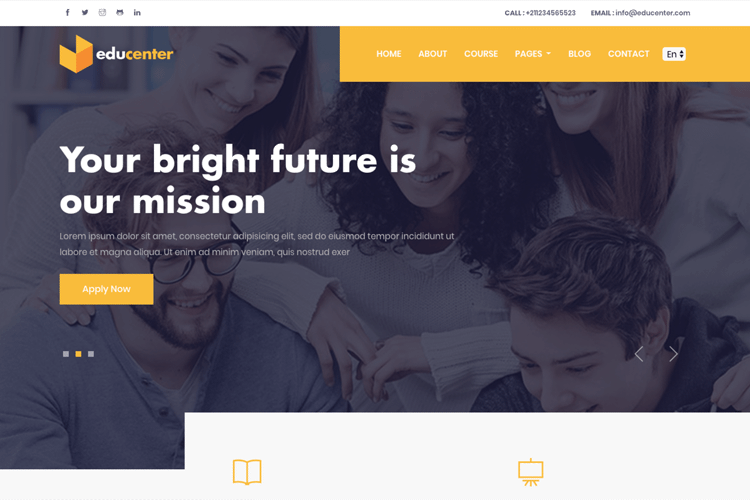 CALL : +211234565523 EMAIL : info@educenter.com
educenter
HOME ABOUT COURSE PAGES BLOG CONTACT En
Your bright future is
our mission
Lorem ipsum dolor sit amet, consectetur adipisicing elit, sed do eiusmod tempor incididunt ut
labore et magna aliqua. Ut enim ad minim veniam, quis nostrud exer
Apply Now